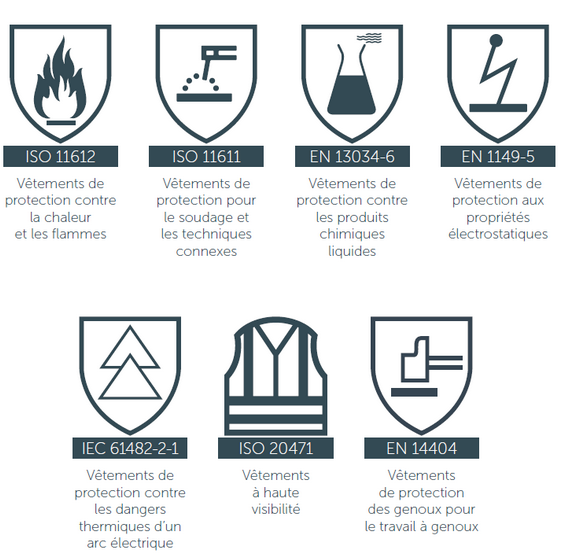 ISO 11612
Vêtements de
protection contre
la chaleur
et les flammes
ISO 11611
Vêtements de
protection pour
le soudage et
les techniques
connexes
EN 13034-6
Vêtements de
protection contre
les produits
chimiques
liquides
EN 1149-5
Vêtements de
protection aux
propriétés
électrostatiques
IEC 61482-2-1
Vêtements de
protection contre
les dangers
thermiques d'un
arc électrique
ISO 20471
Vêtements
à haute
visibilité
EN 14404
Vêtements
de protection
des genoux pour
le travail à genoux